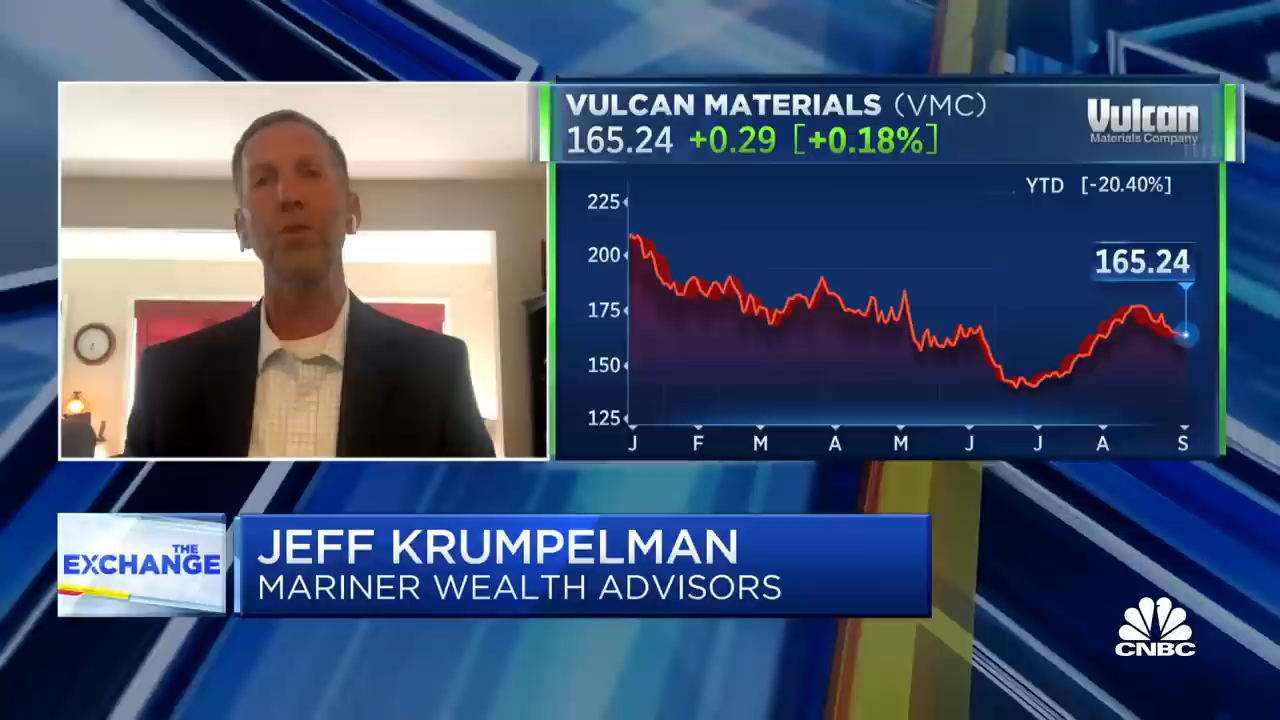 VULCAN MATERIALS (VMC)
165.24 +0.29 [+0.18%]
Vulcan
Materials Company
YTD [-20.40%]
225
200
175
150
125
165.24
J F M A M J J A S
THE
EXCHANGE
JEFF KRUMPELMAN
MARINER WEALTH ADVISORS
CNBC